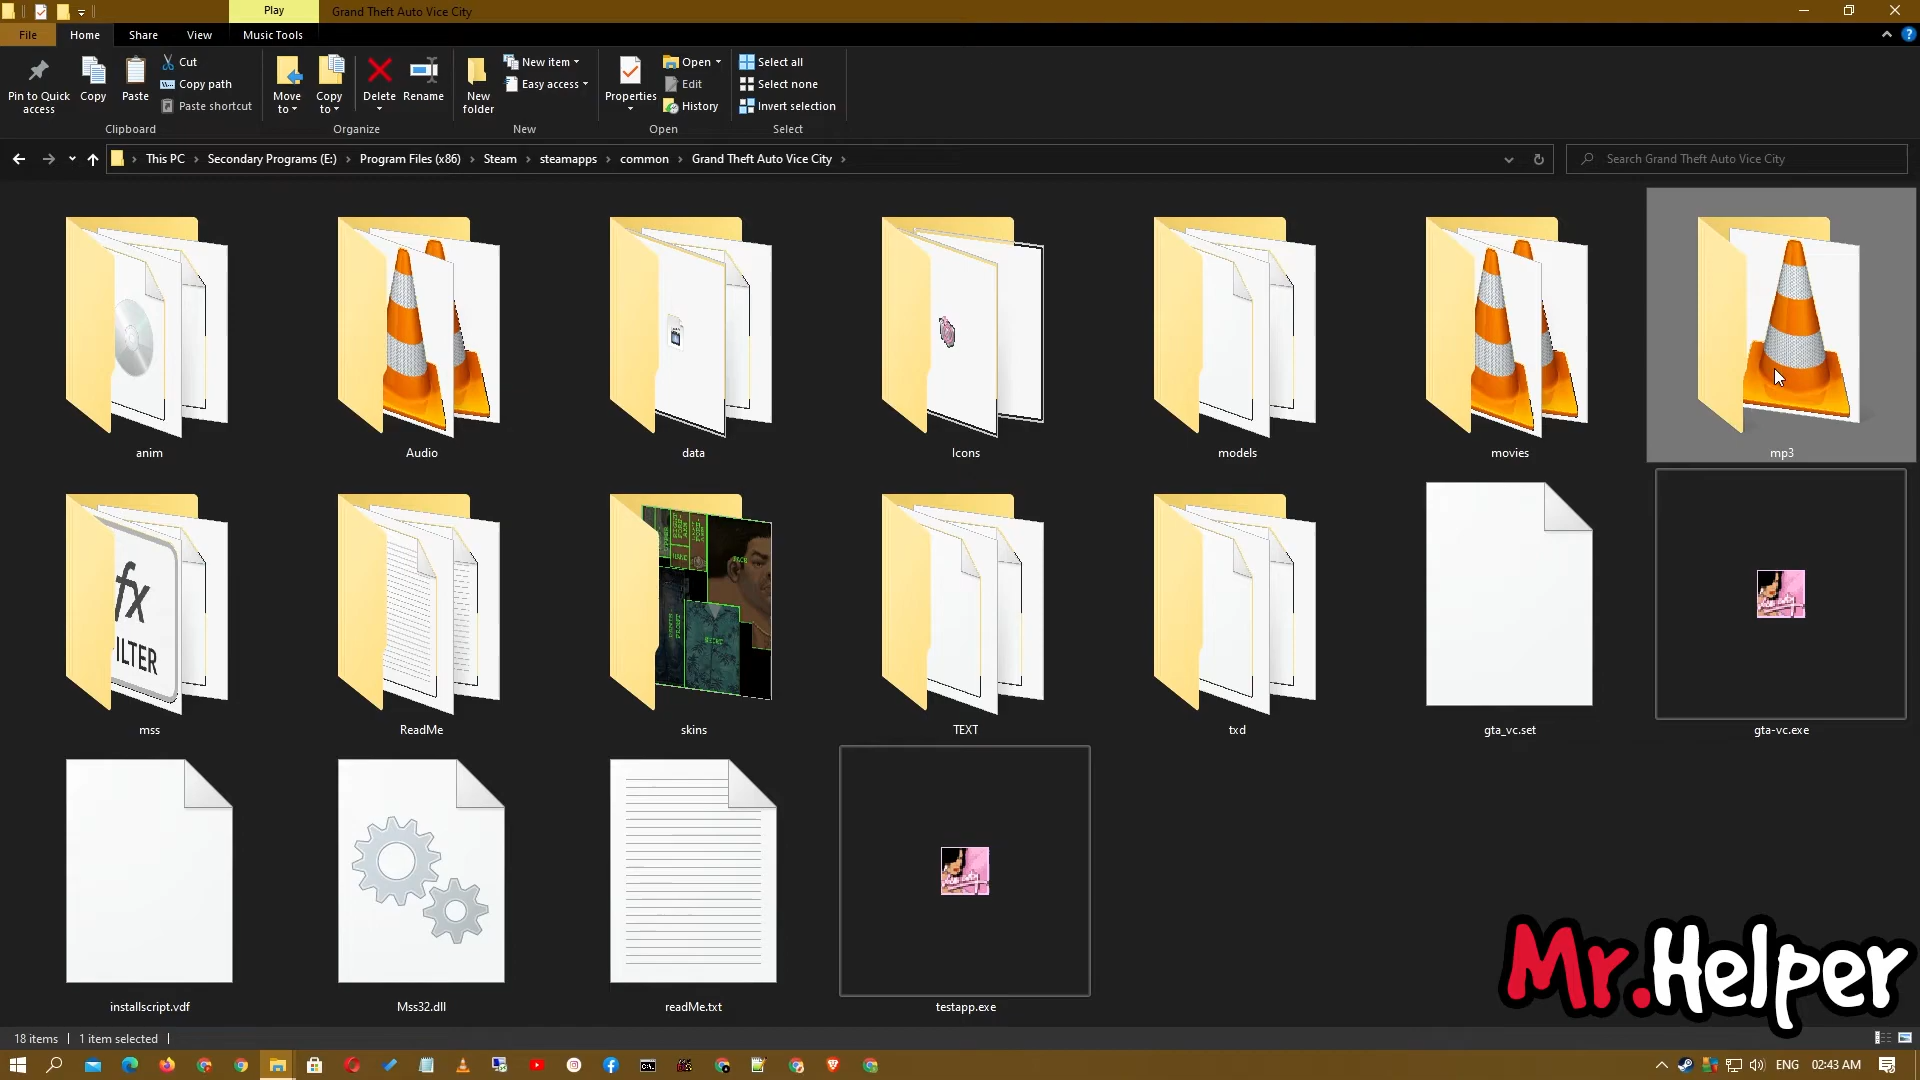 Play
Grand Theft Auto Vice City
File
Home
Share
View
Music Tools
Pin to Quick
access
Copy
Paste
Cut
Copy path
Paste shortcut
Clipboard
Move
to
Copy
to
Delete
Rename
Organize
New
folder
New item
Easy access
New
Properties
Open
Edit
History
Open
Select all
Select none
Invert selection
Select
This PC
Secondary Programs (E:)
Program Files (x86)
Steam
steamapps
common
Grand Theft Auto Vice City
Search Grand Theft Auto Vice City
anim
Audio
data
Icons
models
movies
mp3
fx
ILTER
mss
ReadMe
skins
TEXT
txd
gta_vc.set
gta-vc.exe
installscript.vdf
Mss32.dll
readMe.txt
testapp.exe
Mr.Helper
18 items
1 item selected
ENG
02:43 AM